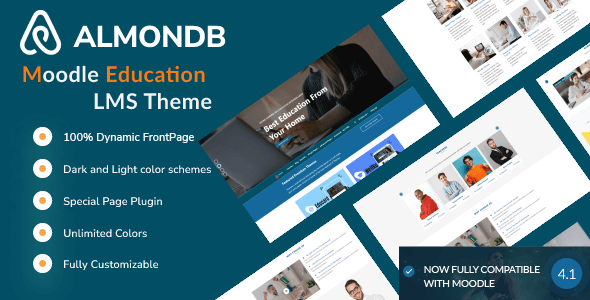 ALMONDB
Moodle Education
LMS Theme
100% Dynamic FrontPage
Dark and Light color schemes
Special Page Plugin
Unlimited Colors
Fully Customizable
Best Education From
Your Home
NOW FULLY COMPATIBLE
WITH MOODLE
4.1